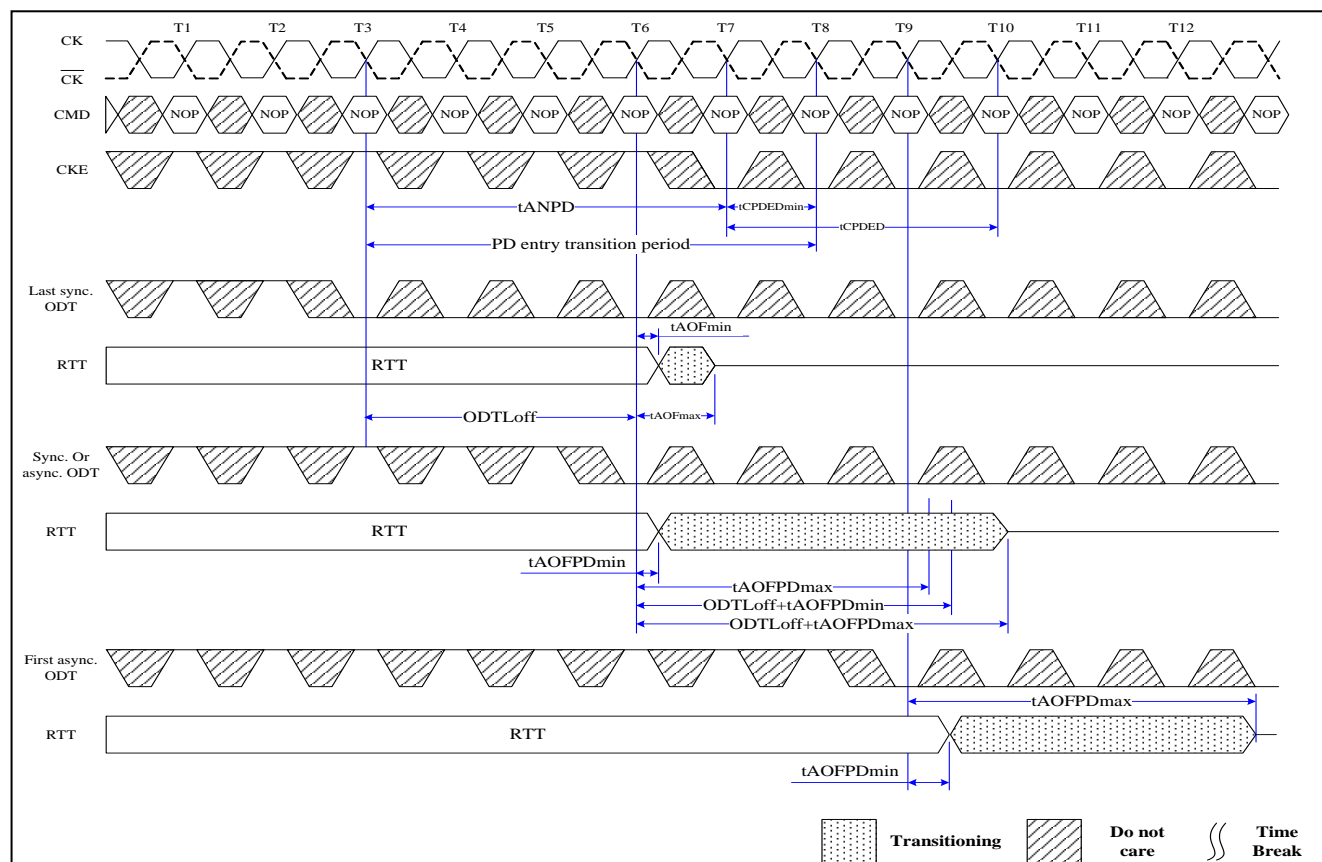 T1 T2 T3 T4 T5 T6 T7 T8 T9 T10 T11 T12
CK
CK
CMD NOP NOP NOP NOP NOP NOP NOP NOP NOP NOP NOP NOP NOP
CKE
tANPD tCPDEDmin
tCPDED
PD entry transition period
Last sync.
ODT
tAOFmin
RTT RTT
ODTLoff tAOFmax
Sync. Or
async. ODT
RTT RTT
tAOFPDmin
tAOFPDmax
ODTLoff+tAOFPDmin
ODTLoff+tAOFPDmax
First async.
ODT
tAOFPDmax
RTT RTT
tAOFPDmin
Transitioning
Do not
care
Time
Break